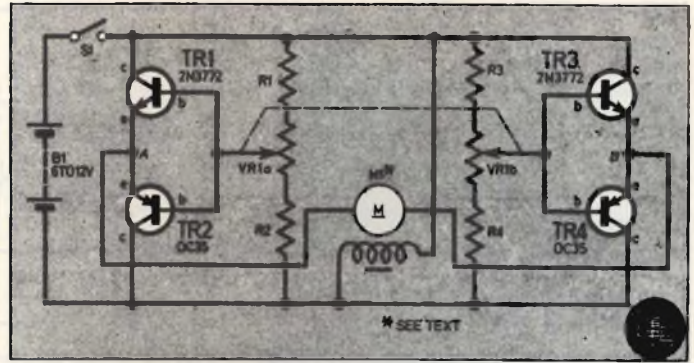 S1
TR1
2N3772
c
b
e
R1
R3
TR3
2N3772
c
b
e
B1
6TO12V
A
VR1a
VR1b
B
e
b
c
TR2
OC35
R2
M
R4
e
b
c
TR4
OC35
* SEE TEXT